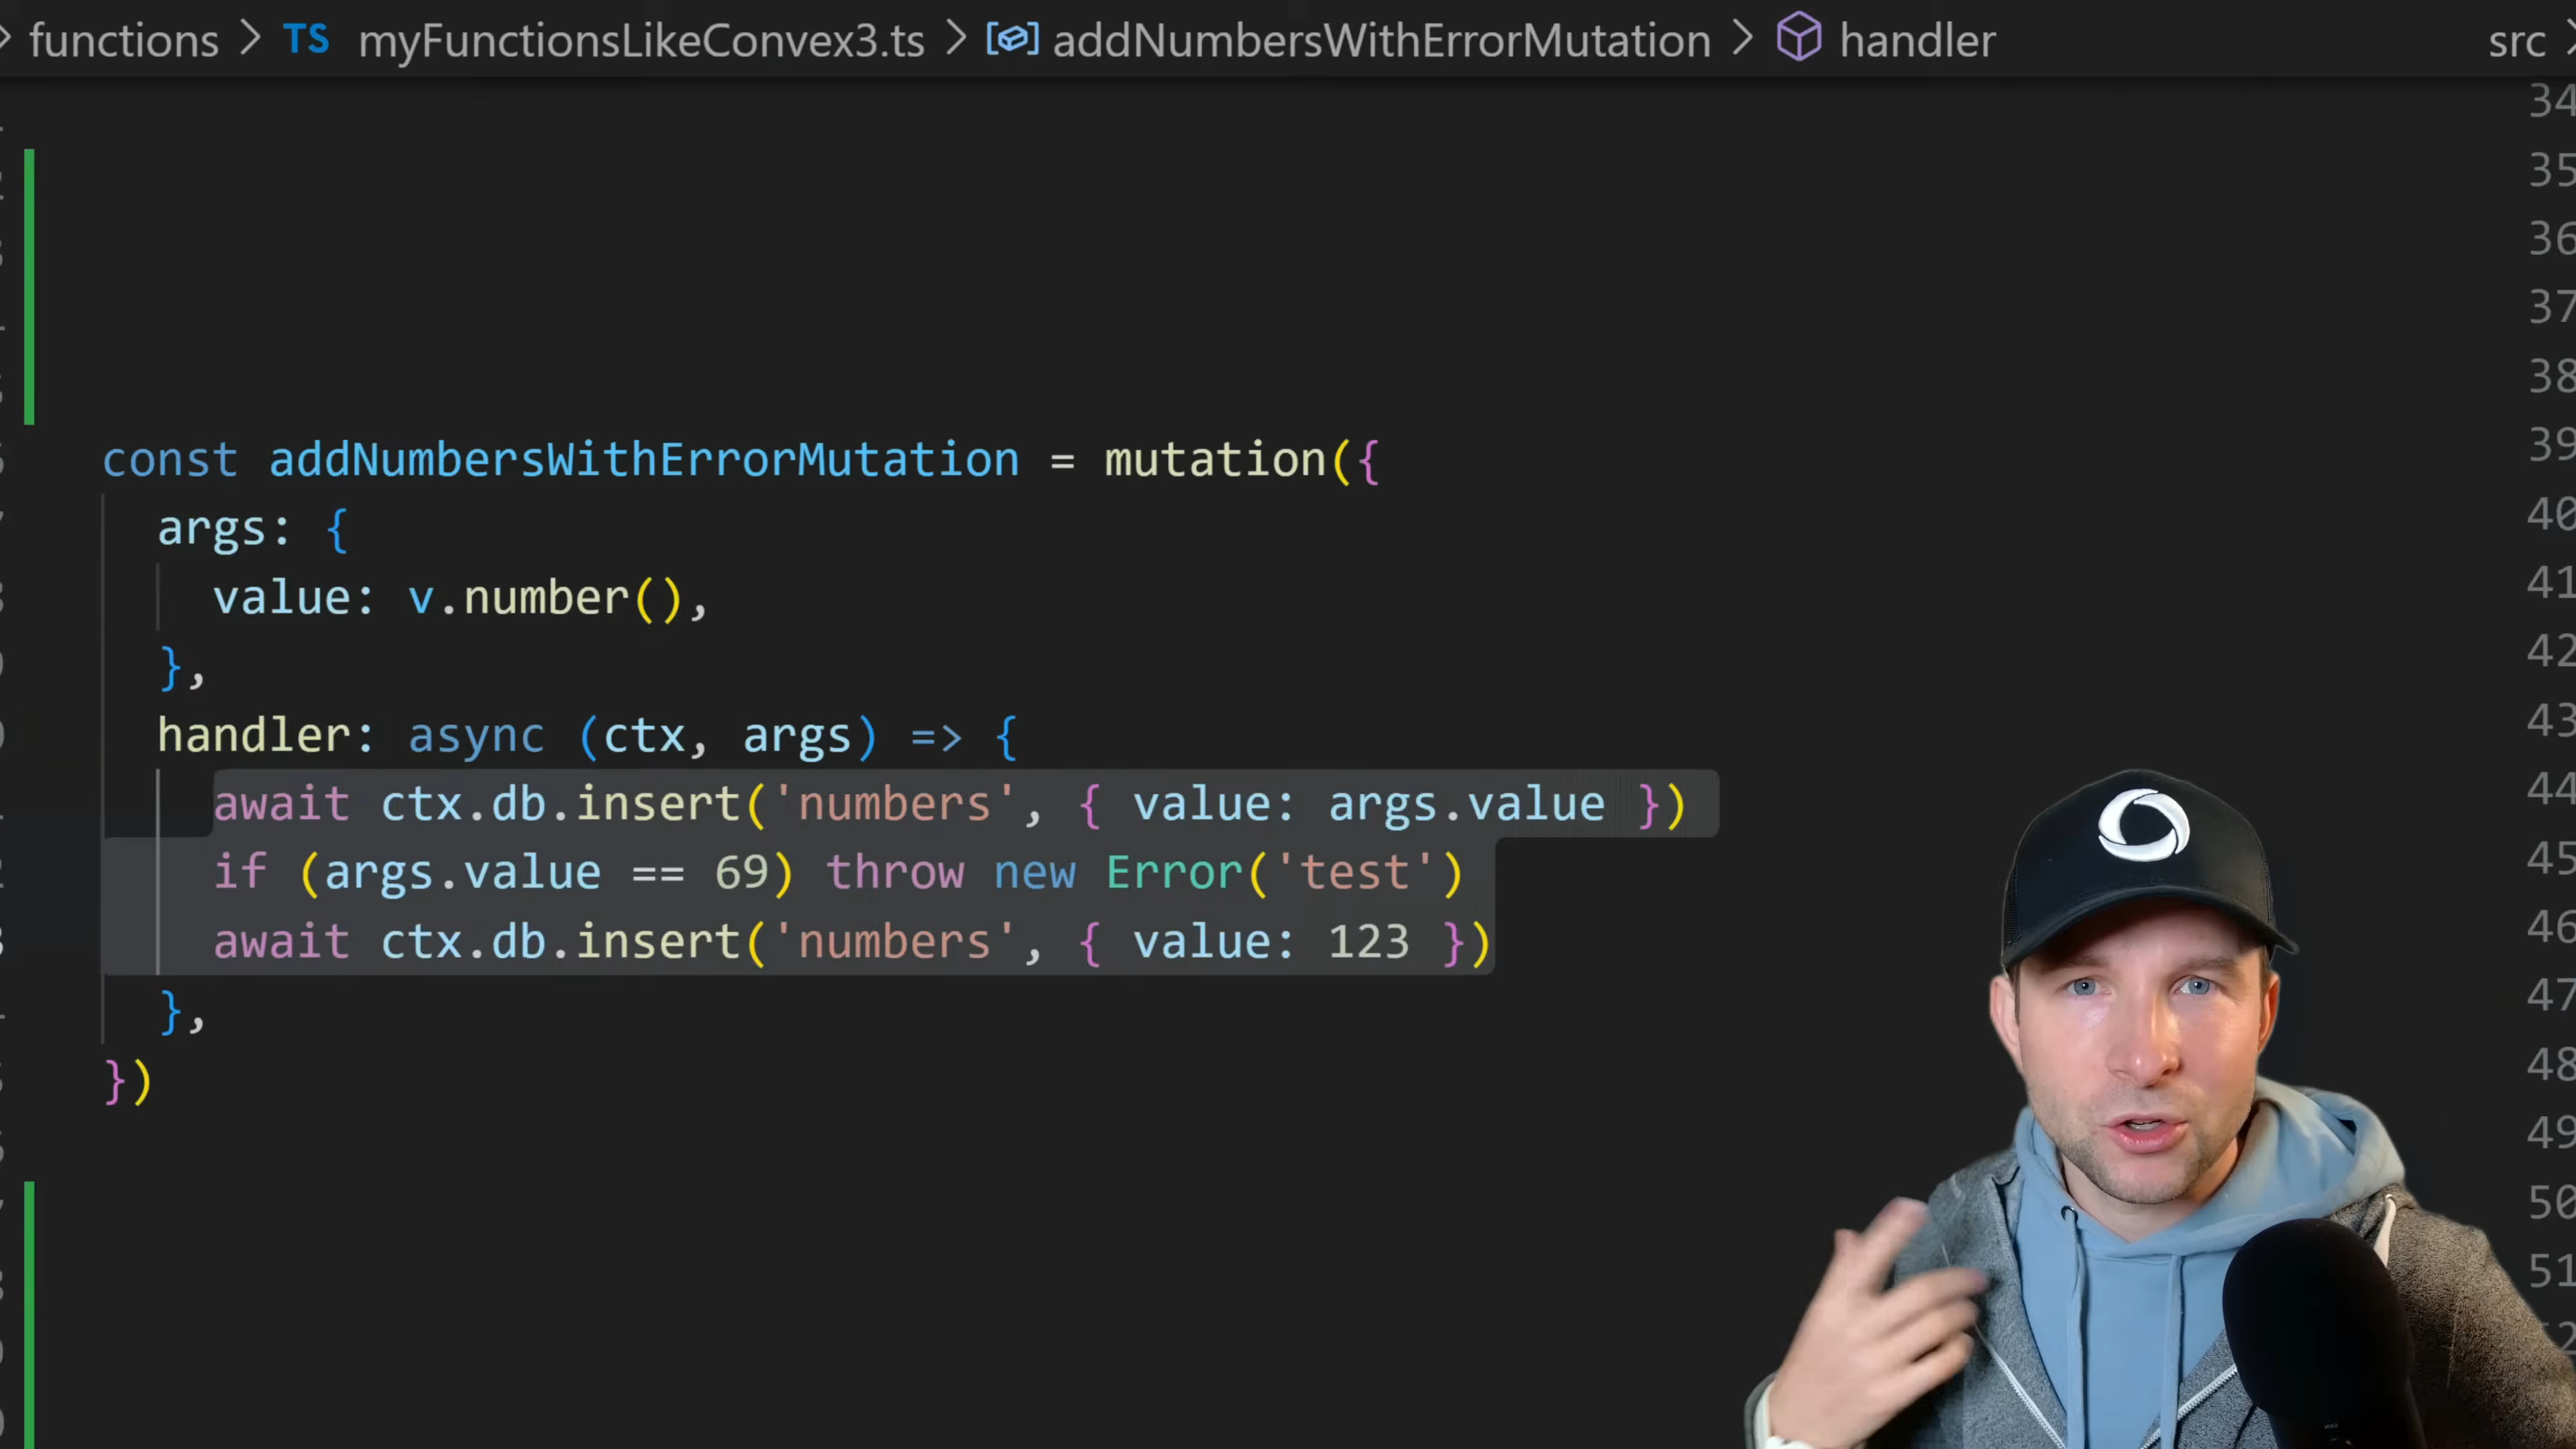 functions > TS myFunctionsLikeConvex3.ts > addNumbersWithErrorMutation > handler
src
const addNumbersWithErrorMutation = mutation({
args: {
value: v.number(),
},
handler: async (ctx, args) => {
await ctx.db.insert('numbers', { value: args.value })
if (args.value == 69) throw new Error('test')
await ctx.db.insert('numbers', { value: 123 })
},
})
34
35
36
37
38
39
40
41
42
43
44
45
46
47
48
49
50
51